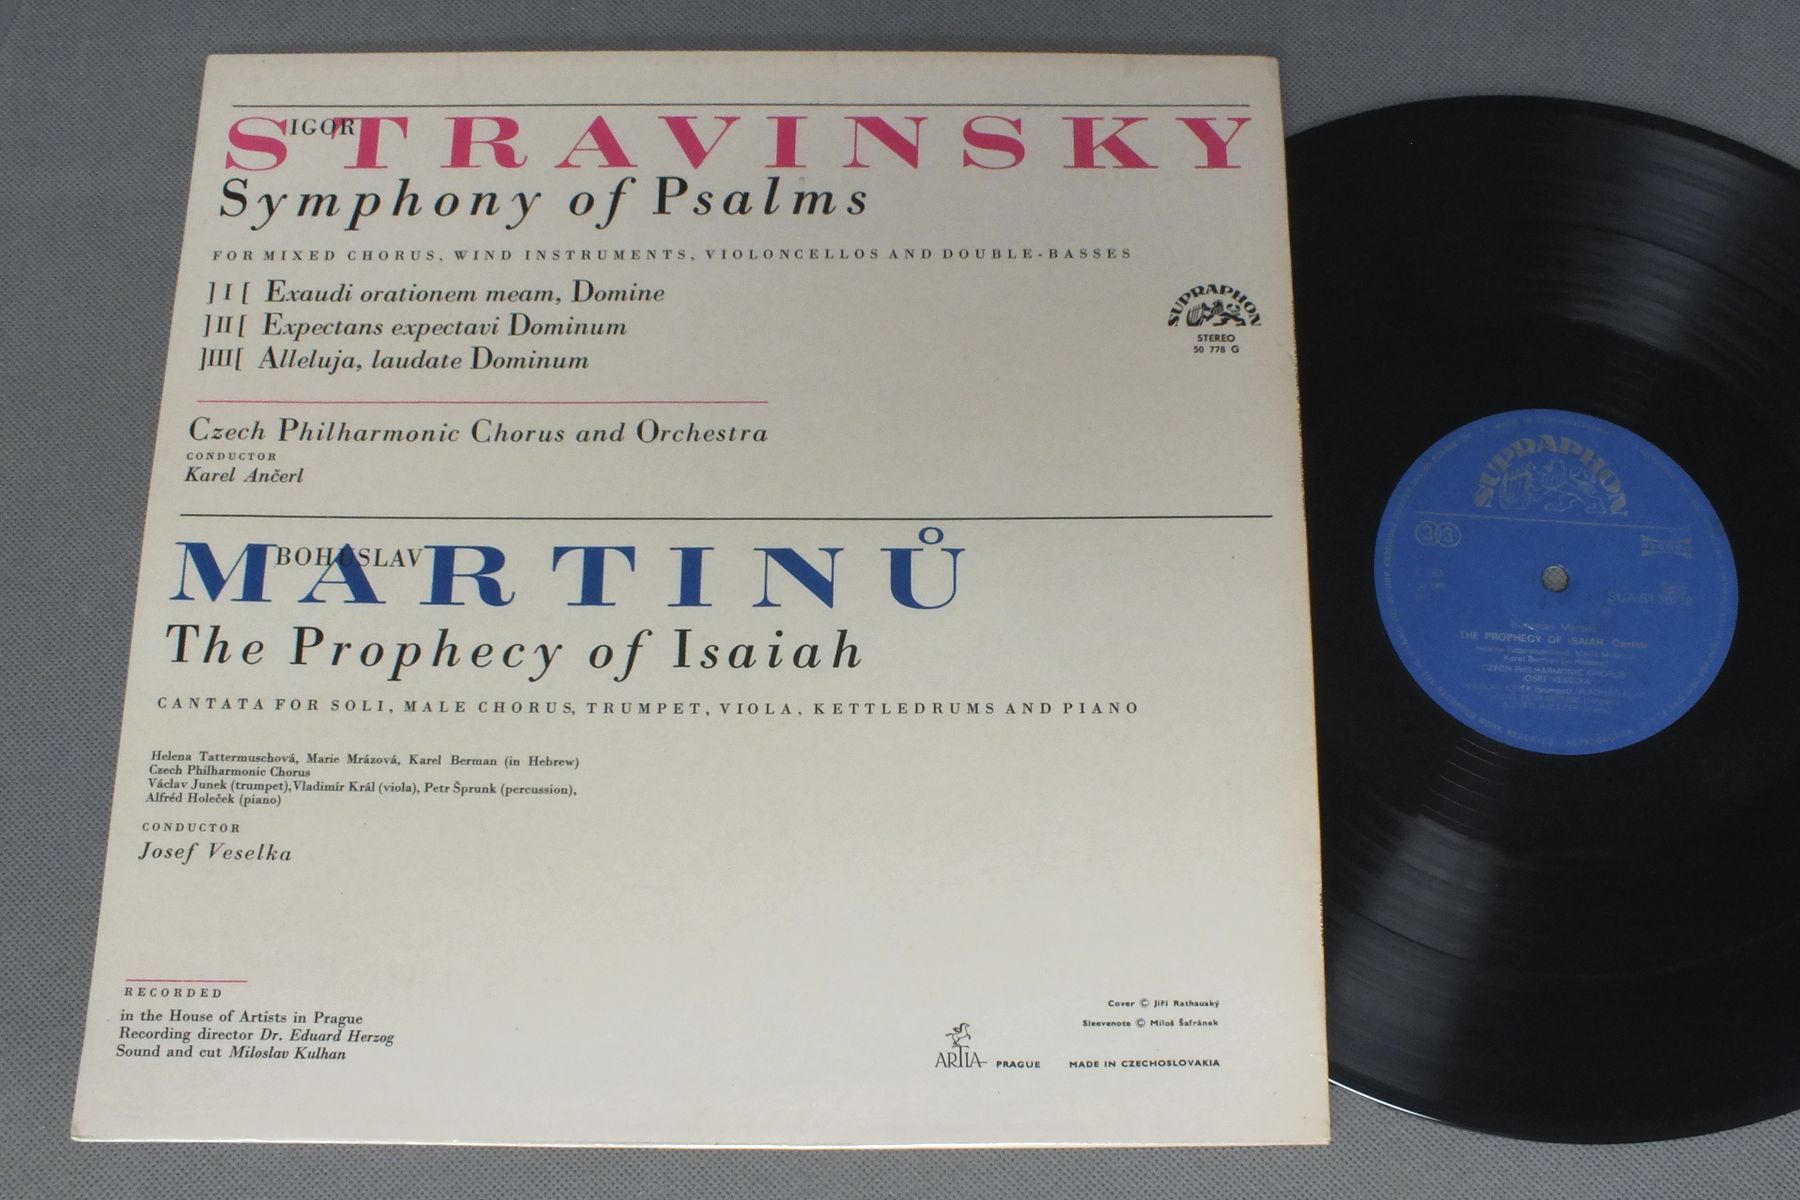 IGOR
STRAVINSKY
Symphony of Psalms
FOR MIXED CHORUS, WIND INSTRUMENTS, VIOLONCELLOS AND DOUBLE-BASSES
] I [ Exaudi orationem meam, Domine
] II [ Expectans expectavi Dominum
]III[ Alleluja, laudate Dominum
SUPRAPHON
STEREO
50 778 G
Czech Philharmonic Chorus and Orchestra
CONDUCTOR
Karel Ančerl
BOHUSLAV
MARTINŮ
The Prophecy of Isaiah
CANTATA FOR SOLI, MALE CHORUS, TRUMPET, VIOLA, KETTLEDRUMS AND PIANO
Helena Tattermuschová, Marie Mrázová, Karel Berman (in Hebrew)
Czech Philharmonic Chorus
Václav Junek (trumpet), Vladimír Král (viola), Petr Šprunk (percussion),
Alfréd Holeček (piano)
CONDUCTOR
Josef Veselka
RECORDED
in the House of Artists in Prague
Recording director Dr. Eduard Herzog
Sound and cut Miloslav Kulhan
Cover © Jiří Rathauský
Sleevenote © Miloš Šafránek
ARTIA PRAGUE MADE IN CZECHOSLOVAKIA
SUPRAPHON
33
STEREO
THE PROPHECY OF ISAIAH, Cantata
CZECH PHILHARMONIC CHORUS
JOSEF VESELKA